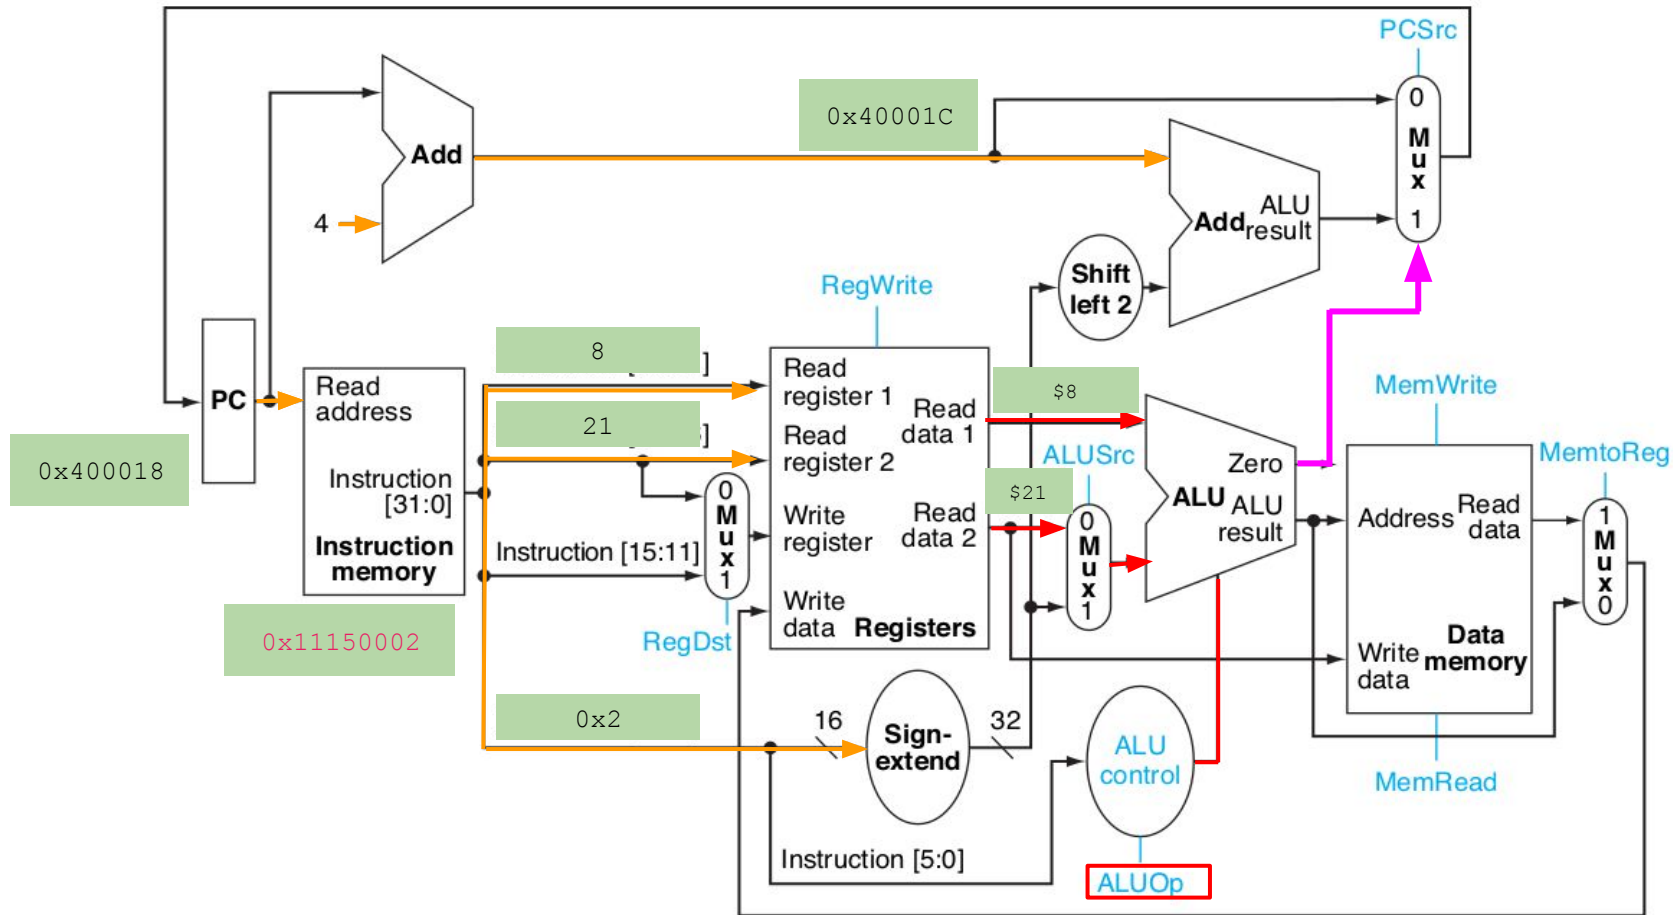 PCSrc
0
M
u
x
1
0x40001C
Add
4
Add
ALU
result
Shift
left 2
RegWrite
8
]
21
]
PC
0x400018
Read
address
Instruction
[31:0]
Instruction
memory
0x11150002
Instruction [15:11]
0
M
u
x
1
RegDst
Read
register 1
Read
register 2
Write
register
Write
data
Read
data 1
Read
data 2
Registers
$8
$21
ALUSrc
0
M
u
x
1
Zero
ALU
ALU
result
MemWrite
Address
Read
data
Write
data
Data
memory
MemRead
MemtoReg
1
M
u
x
0
0x2
16
Sign-
extend
32
ALU
control
Instruction [5:0]
ALUOp